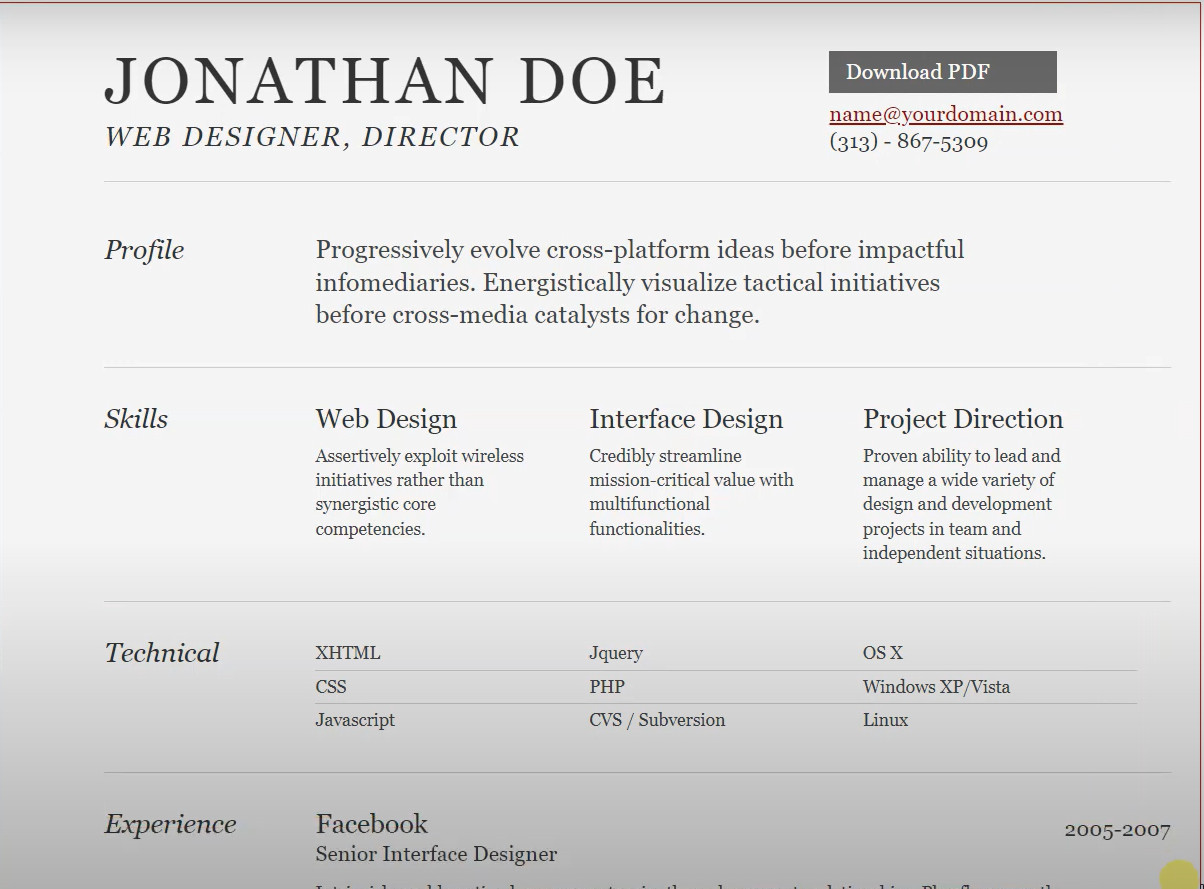 JONATHAN DOE
WEB DESIGNER, DIRECTOR
Download PDF
name@yourdomain.com
(313) - 867-5309
Profile
Progressively evolve cross-platform ideas before impactful
infomediaries. Energistically visualize tactical initiatives
before cross-media catalysts for change.
Skills
Web Design
Assertively exploit wireless
initiatives rather than
synergistic core
competencies.
Interface Design
Credibly streamline
mission-critical value with
multifunctional
functionalities.
Project Direction
Proven ability to lead and
manage a wide variety of
design and development
projects in team and
independent situations.
Technical
XHTML Jquery OS X
CSS PHP Windows XP/Vista
Javascript CVS / Subversion Linux
Experience
Facebook 2005-2007
Senior Interface Designer